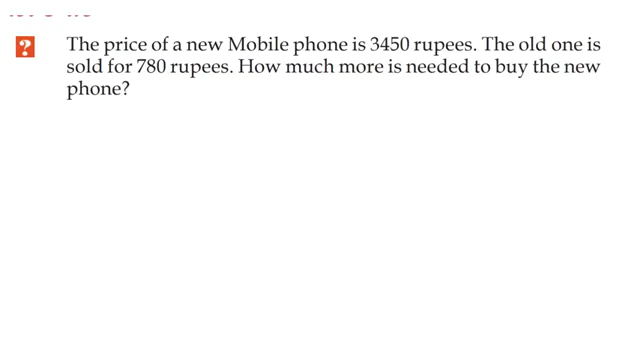 ?
The price of a new Mobile phone is 3450 rupees. The old one is
sold for 780 rupees. How much more is needed to buy the new
phone?